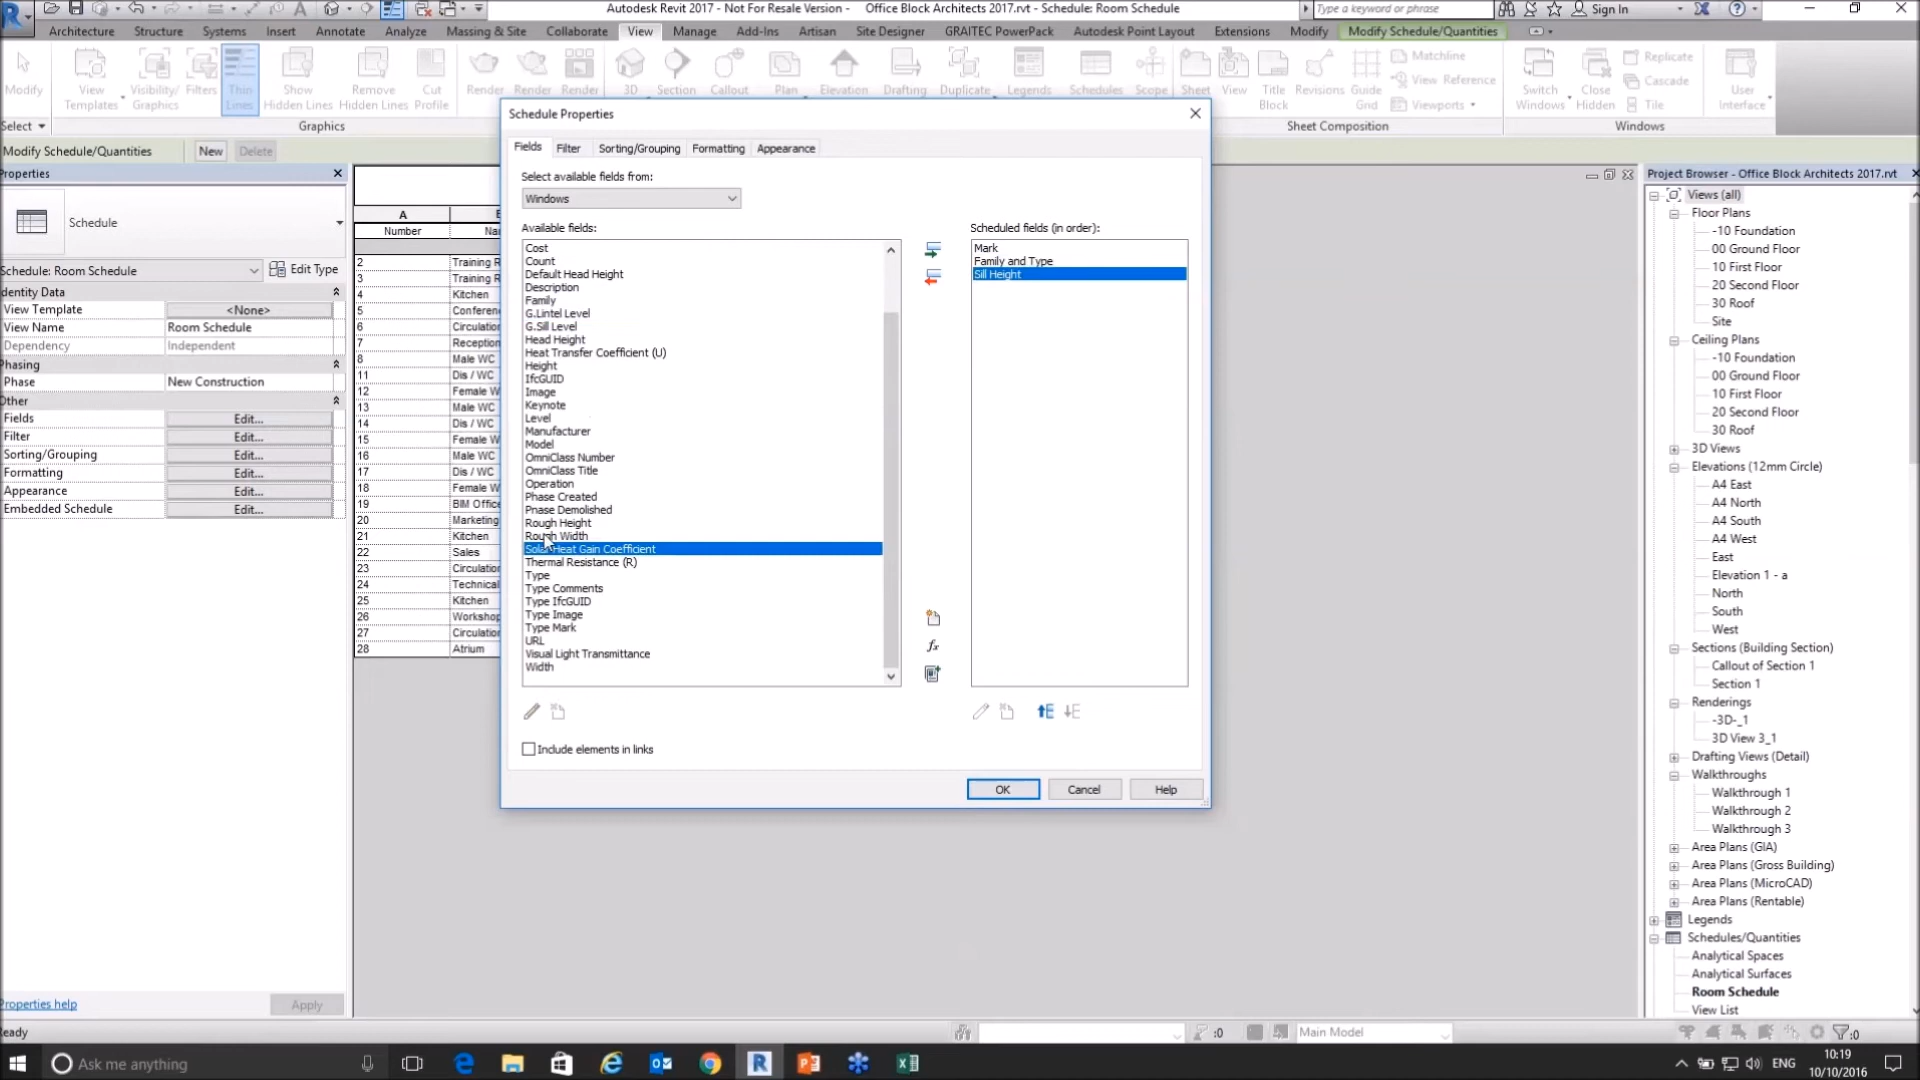 Autodesk Revit 2017 - Not For Resale Version - Office Block Architects 2017.rvt - Schedule: Room Schedule
Type a keyword or phrase
Sign In
Architecture Structure Systems Insert Annotate Analyze Massing & Site Collaborate View Manage Add-Ins Artisan Site Designer GRAITEC PowerPack Autodesk Point Layout Extensions Modify Modify Schedule/Quantities
Modify
View Templates
Visibility/ Graphics
Filters
Thin Lines
Show Hidden Lines
Remove Hidden Lines
Cut Profile
Render
Render
Render
3D
Section
Callout
Plan
Elevation
Drafting
Duplicate
Legends
Schedules
Scope
Sheet
View
Title Block
Revisions
Guide Grid
Matchline
View Reference
Viewports
Switch Windows
Close Hidden
Replicate
Cascade
Tile
User Interface
Select
Graphics
Sheet Composition
Windows
Modify Schedule/Quantities
New
Delete
Properties
Schedule
Schedule: Room Schedule
Edit Type
dentity Data
View Template <None>
View Name Room Schedule
Dependency Independent
Phasing
Phase New Construction
Other
Fields Edit...
Filter Edit...
Sorting/Grouping Edit...
Formatting Edit...
Appearance Edit...
Embedded Schedule Edit...
Properties help
Apply
A
Number Na
2 Training R
3 Training R
4 Kitchen
5 Conferen
6 Circulation
7 Reception
8 Male WC
11 Dis / WC
12 Female W
13 Male WC
14 Dis / WC
15 Female W
16 Male WC
17 Dis / WC
18 Female W
19 BIM Office
20 Marketing
21 Kitchen
22 Sales
23 Circulation
24 Technical
25 Kitchen
26 Workshop
27 Circulation
28 Atrium
Schedule Properties
Fields Filter Sorting/Grouping Formatting Appearance
Select available fields from:
Windows
Available fields:
Cost
Count
Default Head Height
Description
Family
G.Lintel Level
G.Sill Level
Head Height
Heat Transfer Coefficient (U)
Height
IfcGUID
Image
Keynote
Level
Manufacturer
Model
OmniClass Number
OmniClass Title
Operation
Phase Created
Phase Demolished
Rough Height
Rough Width
Solar Heat Gain Coefficient
Thermal Resistance (R)
Type
Type Comments
Type IfcGUID
Type Image
Type Mark
URL
Visual Light Transmittance
Width
Scheduled fields (in order):
Mark
Family and Type
Sill Height
fx
Include elements in links
OK
Cancel
Help
Project Browser - Office Block Architects 2017.rvt
Views (all)
Floor Plans
-10 Foundation
00 Ground Floor
10 First Floor
20 Second Floor
30 Roof
Site
Ceiling Plans
-10 Foundation
00 Ground Floor
10 First Floor
20 Second Floor
30 Roof
3D Views
Elevations (12mm Circle)
A4 East
A4 North
A4 South
A4 West
East
Elevation 1 - a
North
South
West
Sections (Building Section)
Callout of Section 1
Section 1
Renderings
-3D-_1
3D View 3_1
Drafting Views (Detail)
Walkthroughs
Walkthrough 1
Walkthrough 2
Walkthrough 3
Area Plans (GIA)
Area Plans (Gross Building)
Area Plans (MicroCAD)
Area Plans (Rentable)
Legends
Schedules/Quantities
Analytical Spaces
Analytical Surfaces
Room Schedule
View List
eady
:0
Main Model
:0
Ask me anything
ENG
10:19
10/10/2016